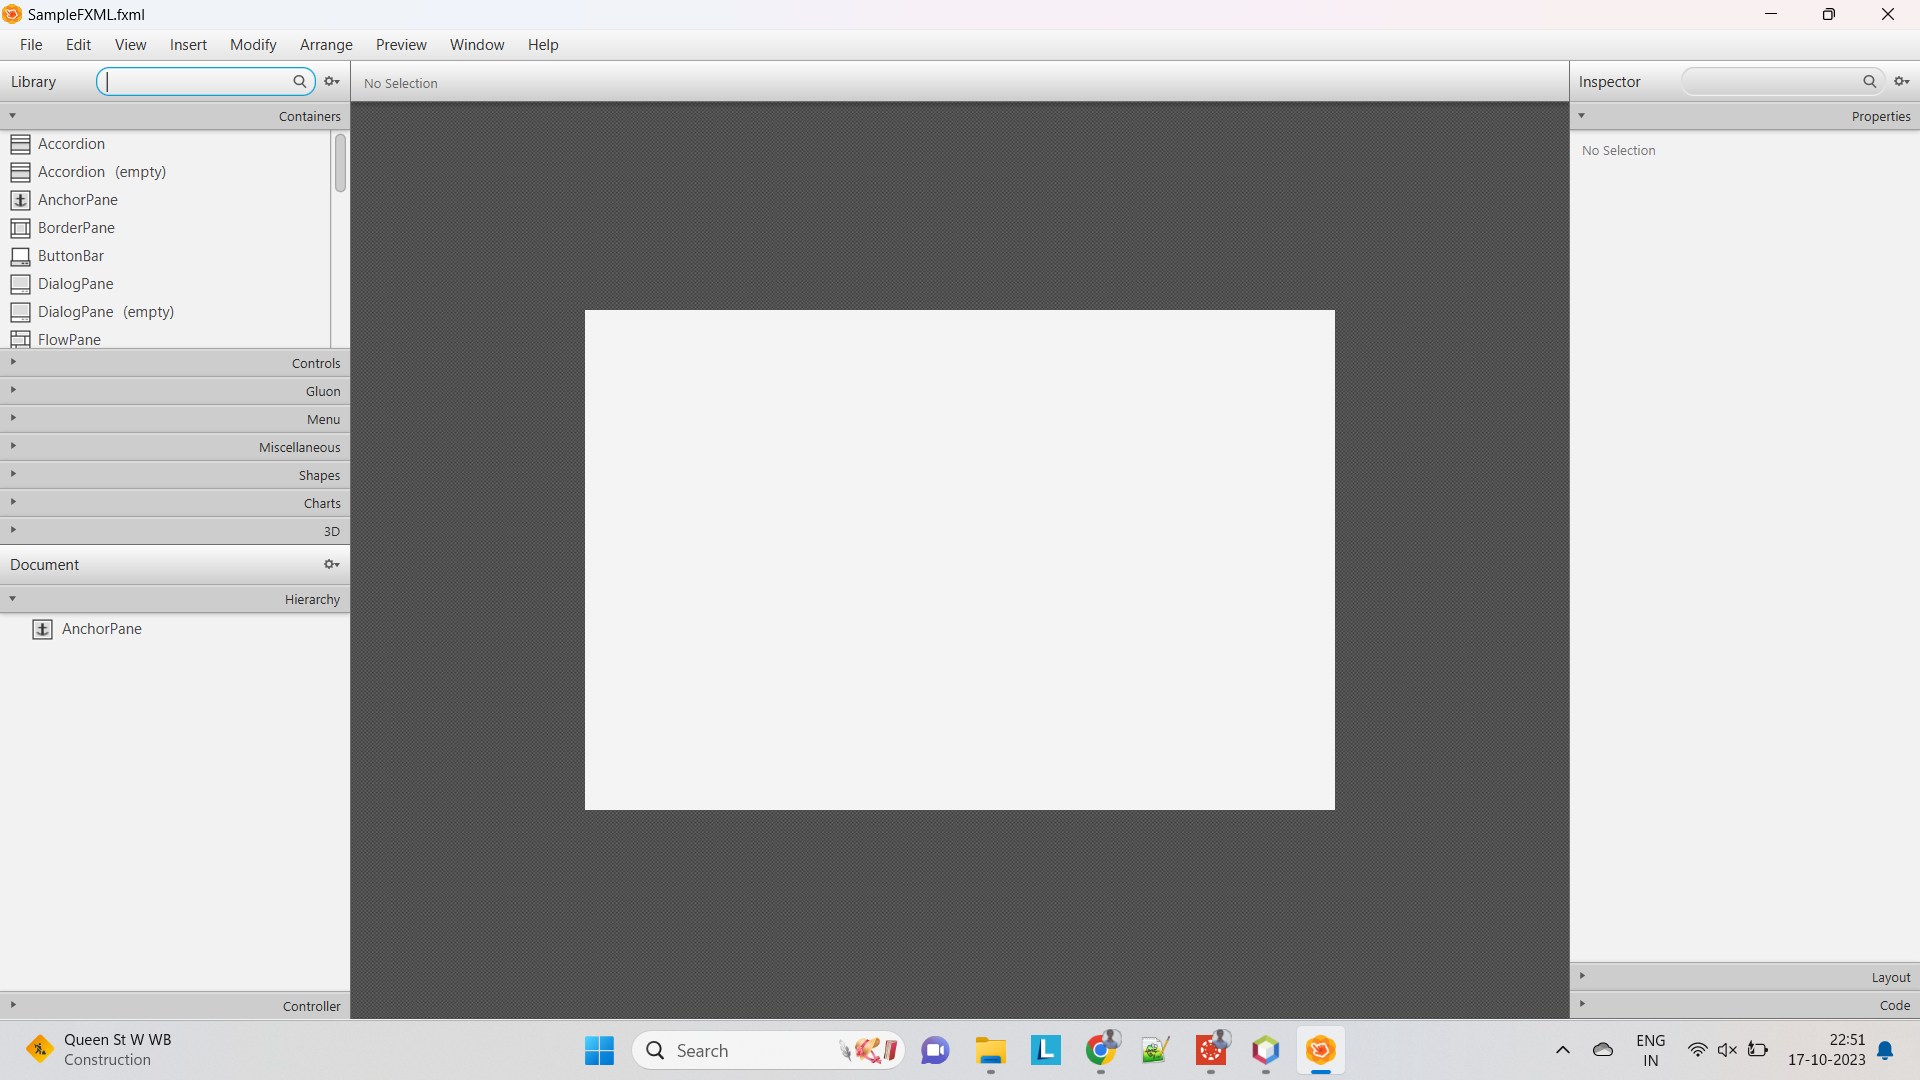 SampleFXML.fxml
File Edit View Insert Modify Arrange Preview Window Help
Library
No Selection
Inspector
Containers
Accordion
Accordion (empty)
AnchorPane
BorderPane
ButtonBar
DialogPane
DialogPane (empty)
FlowPane
Controls
Gluon
Menu
Miscellaneous
Shapes
Charts
3D
Document
Hierarchy
AnchorPane
Controller
Properties
No Selection
Layout
Code
Queen St W WB
Construction
Search
L
ENG
IN
22:51
17-10-2023